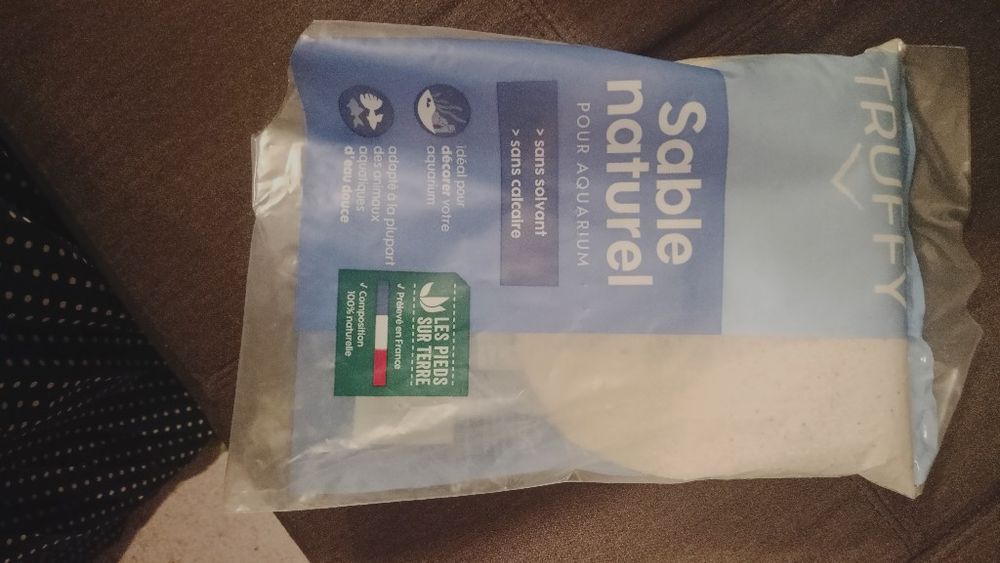 TRUFFY
Sable
naturel
POUR AQUARIUM
> sans solvant
> sans calcaire
idéal pour
décorer votre
aquarium
adapté à la plupart
des animaux
aquatiques
d'eau douce
LES PIEDS
SUR TERRE
√ Prélevé en France
√ Composition
100% naturelle